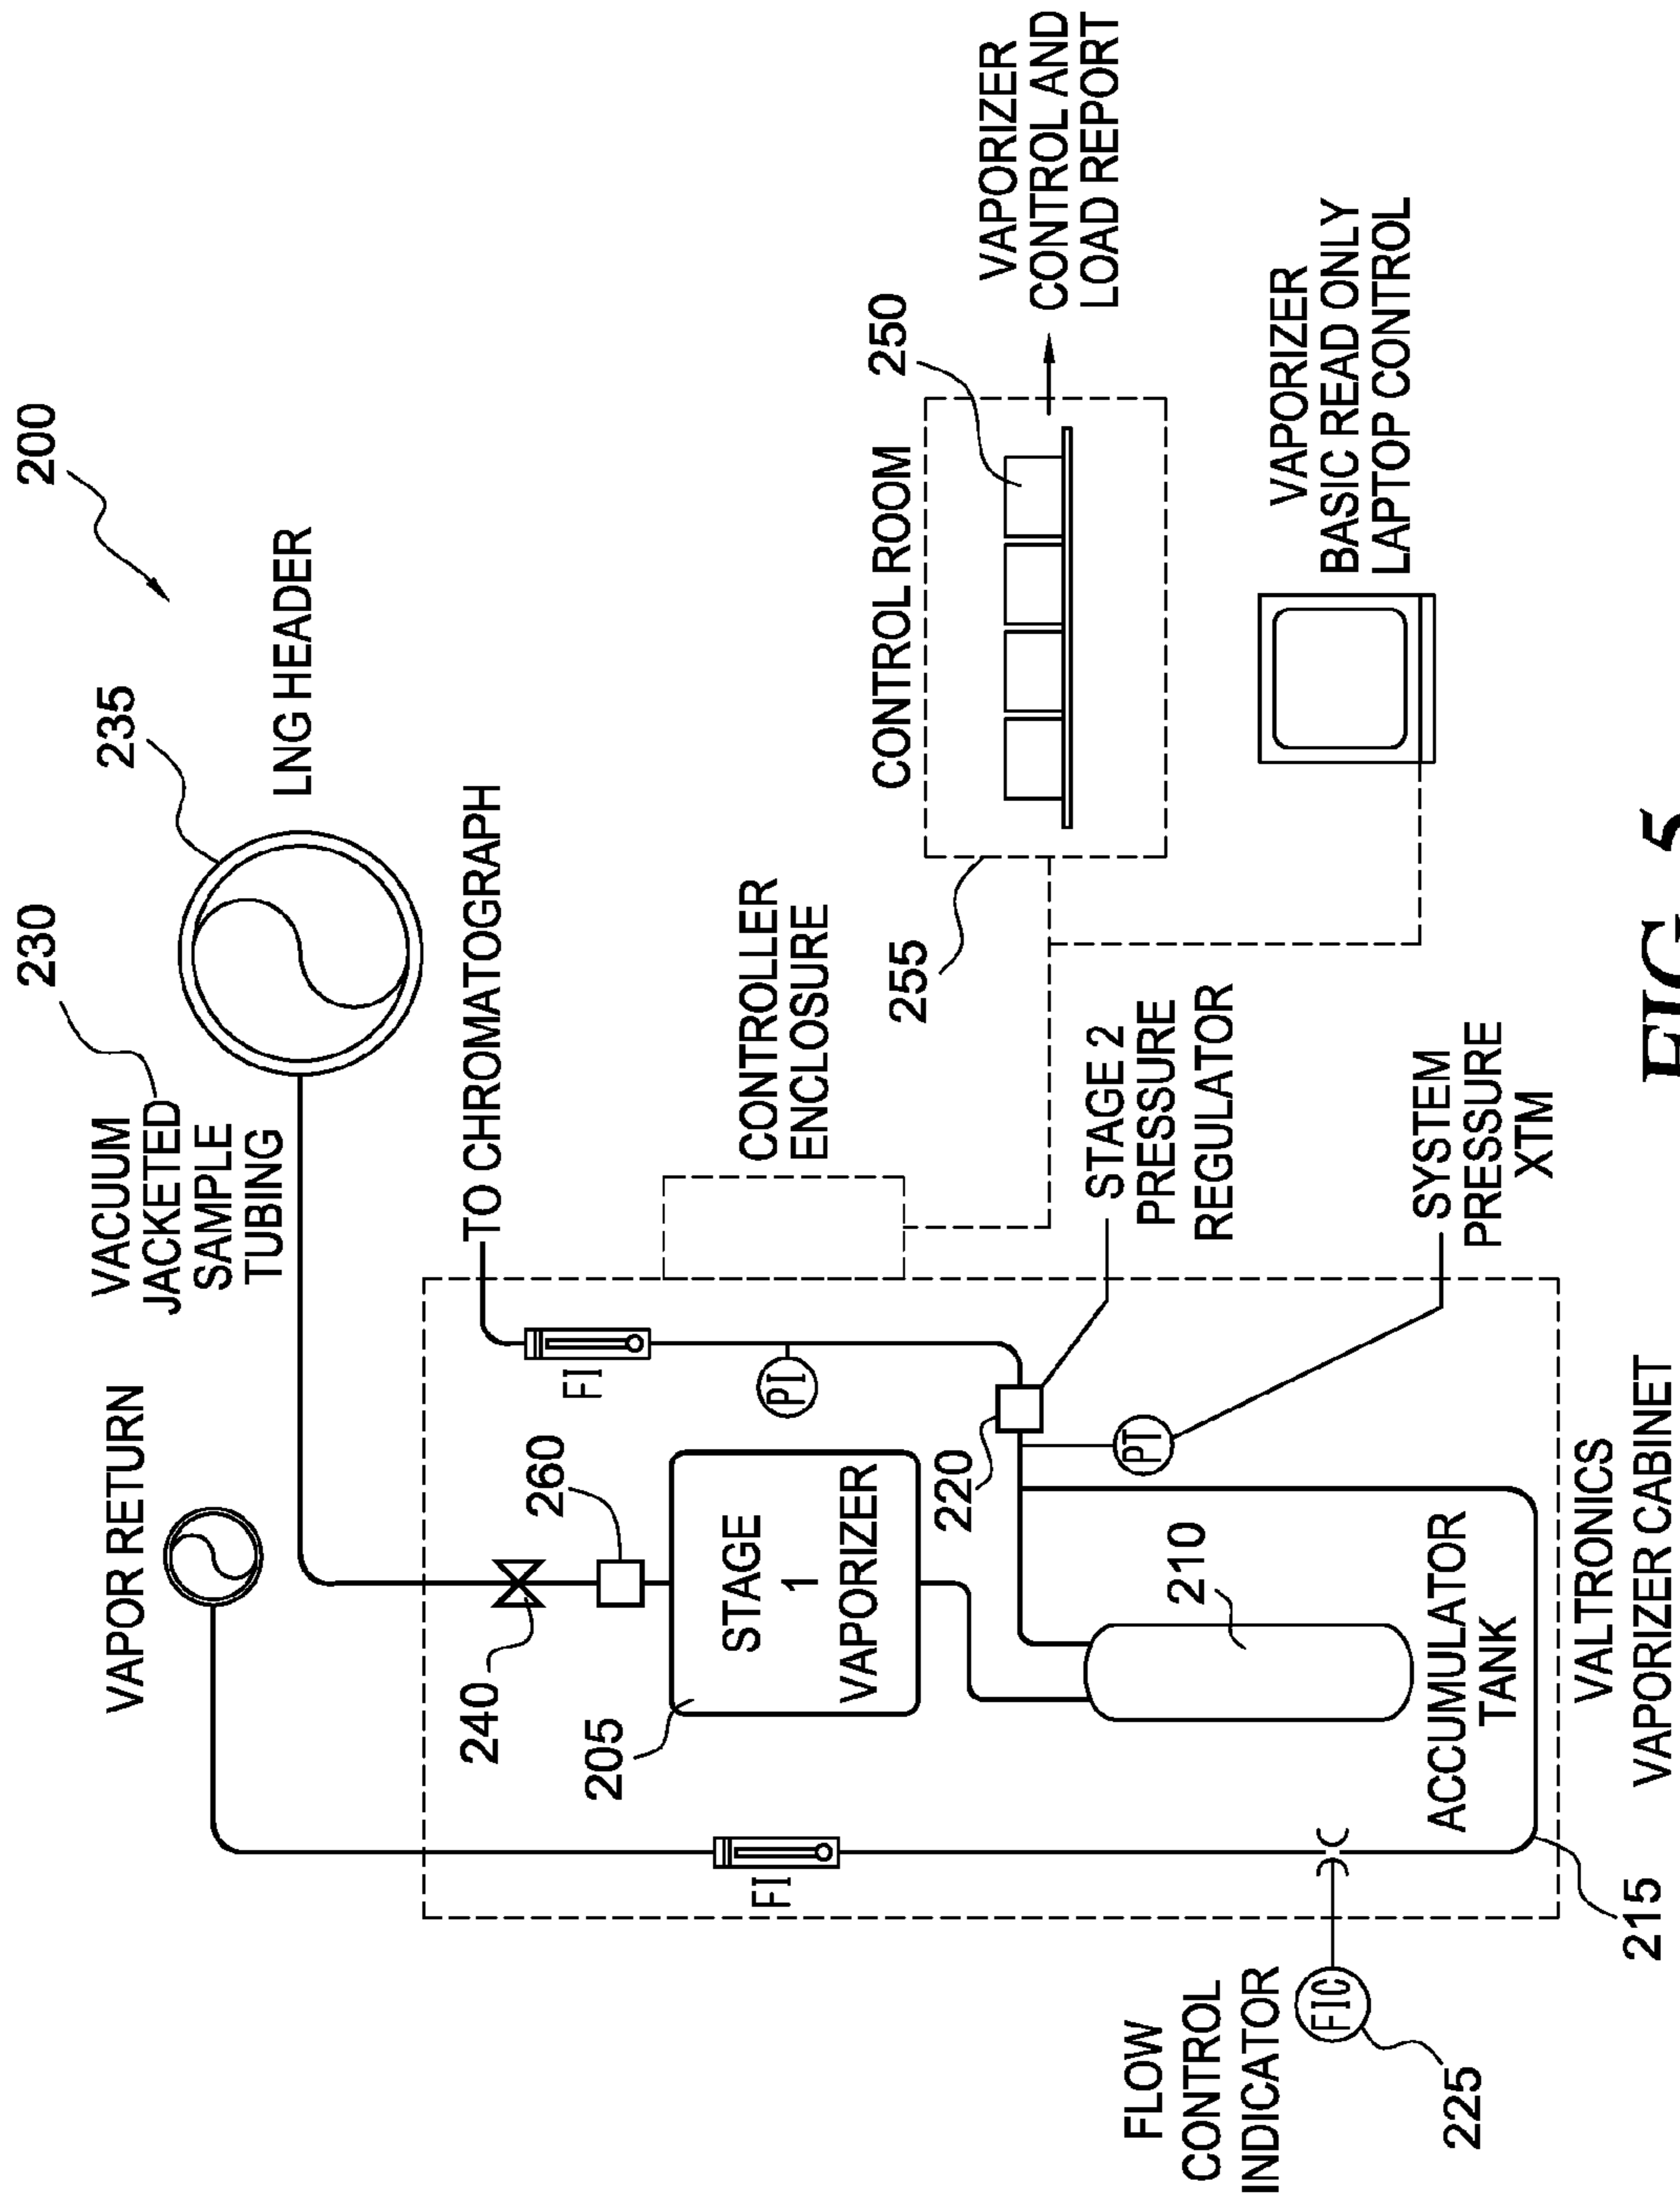 200
230
VACUUM
JACKETED
SAMPLE
TUBING
235
LNG HEADER
VAPOR RETURN
TO CHROMATOGRAPH
CONTROLLER
ENCLOSURE
CONTROL ROOM
250
255
VAPORIZER
CONTROL AND
LOAD REPORT
VAPORIZER
BASIC READ ONLY
LAPTOP CONTROL
STAGE 2
PRESSURE
REGULATOR
SYSTEM
PRESSURE
XTM
FI
PI
PT
220
260
240
205
STAGE
1
VAPORIZER
210
ACCUMULATOR
TANK
FI
FLOW
CONTROL
INDICATOR
FIC
225
215
VALTRONICS
VAPORIZER CABINET
FIG. 5